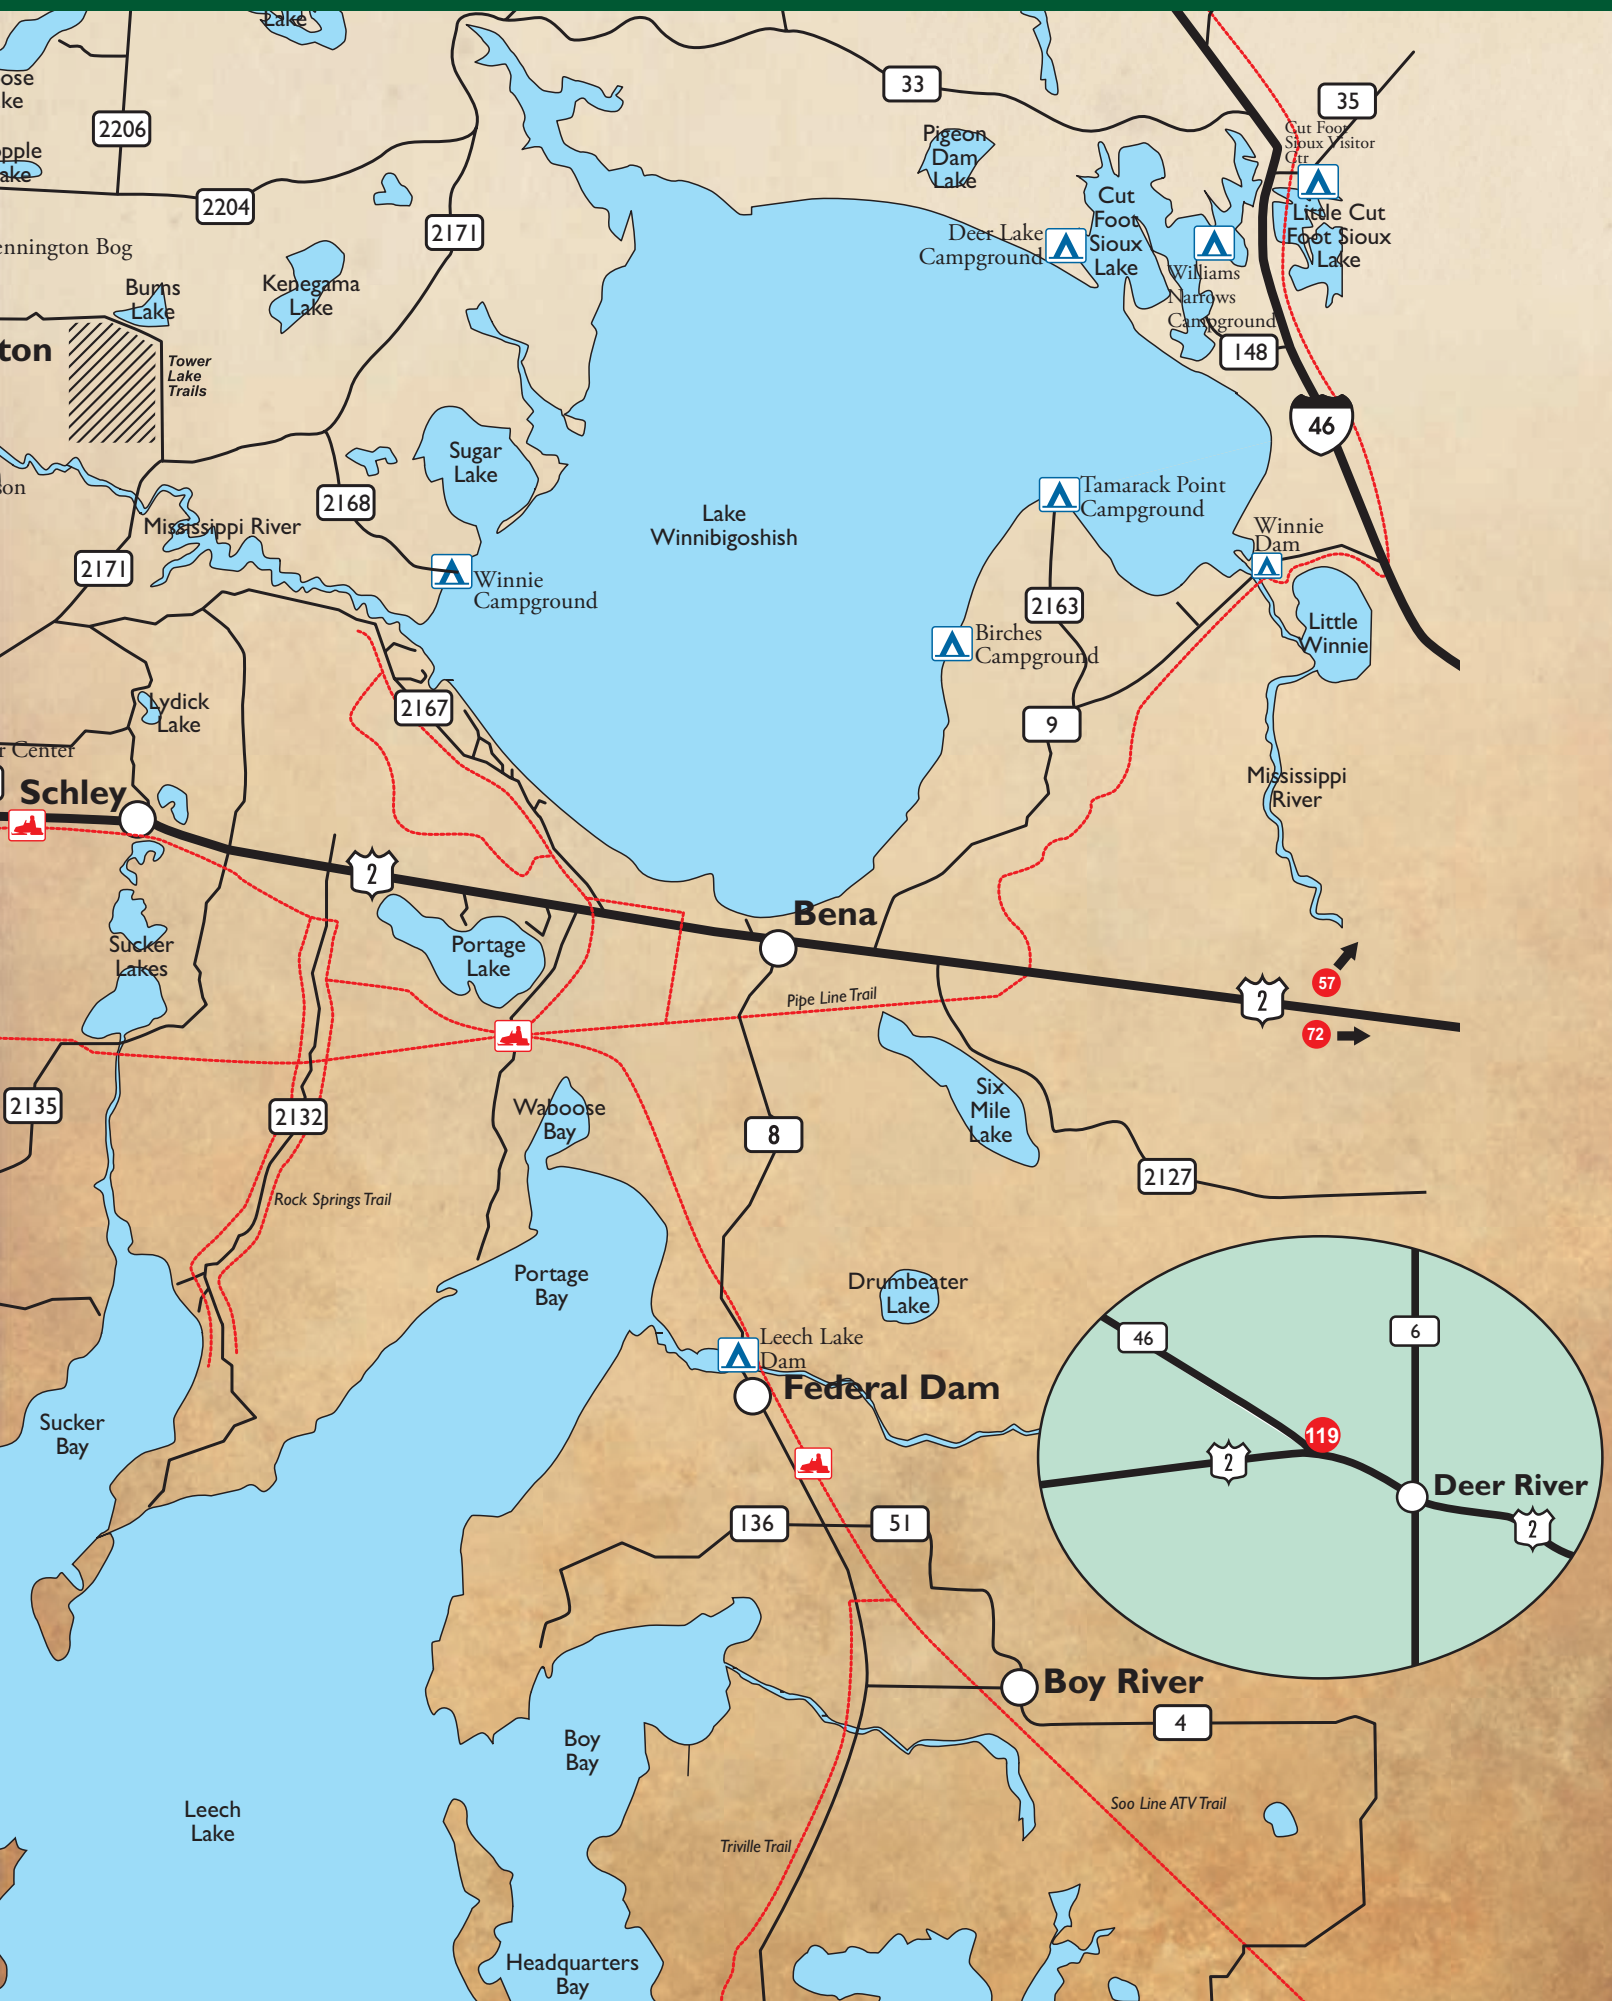 Lake
ose
ke
33
35
2206
Pigeon
Dam
Lake
Cut Foot
Sioux Visitor
Ctr
pple
ake
2204
2171
Cut
Foot
Sioux
Lake
Little Cut
Foot Sioux
Lake
Deer Lake
Campground
ennington Bog
Williams
Narrows
Campground
Burns
Lake
Kenegama
Lake
148
ton
Tower
Lake
Trails
46
Sugar
Lake
son
2168
Tamarack Point
Campground
Lake
Winnibigoshish
Mississippi River
Winnie
Dam
2171
Winnie
Campground
2163
Little
Winnie
Birches
Campground
Lydick
Lake
2167
9
r Center
Schley
Mississippi
River
2
Bena
Sucker
Lakes
Portage
Lake
57
2
Pipe Line Trail
72
2135
2132
Waboose
Bay
Six
Mile
Lake
8
2127
Rock Springs Trail
Portage
Bay
Drumbeater
Lake
46
6
Leech Lake
Dam
Federal Dam
Sucker
Bay
119
2
Deer River
2
136
51
Boy River
4
Boy
Bay
Leech
Lake
Soo Line ATV Trail
Triville Trail
Headquarters
Bay